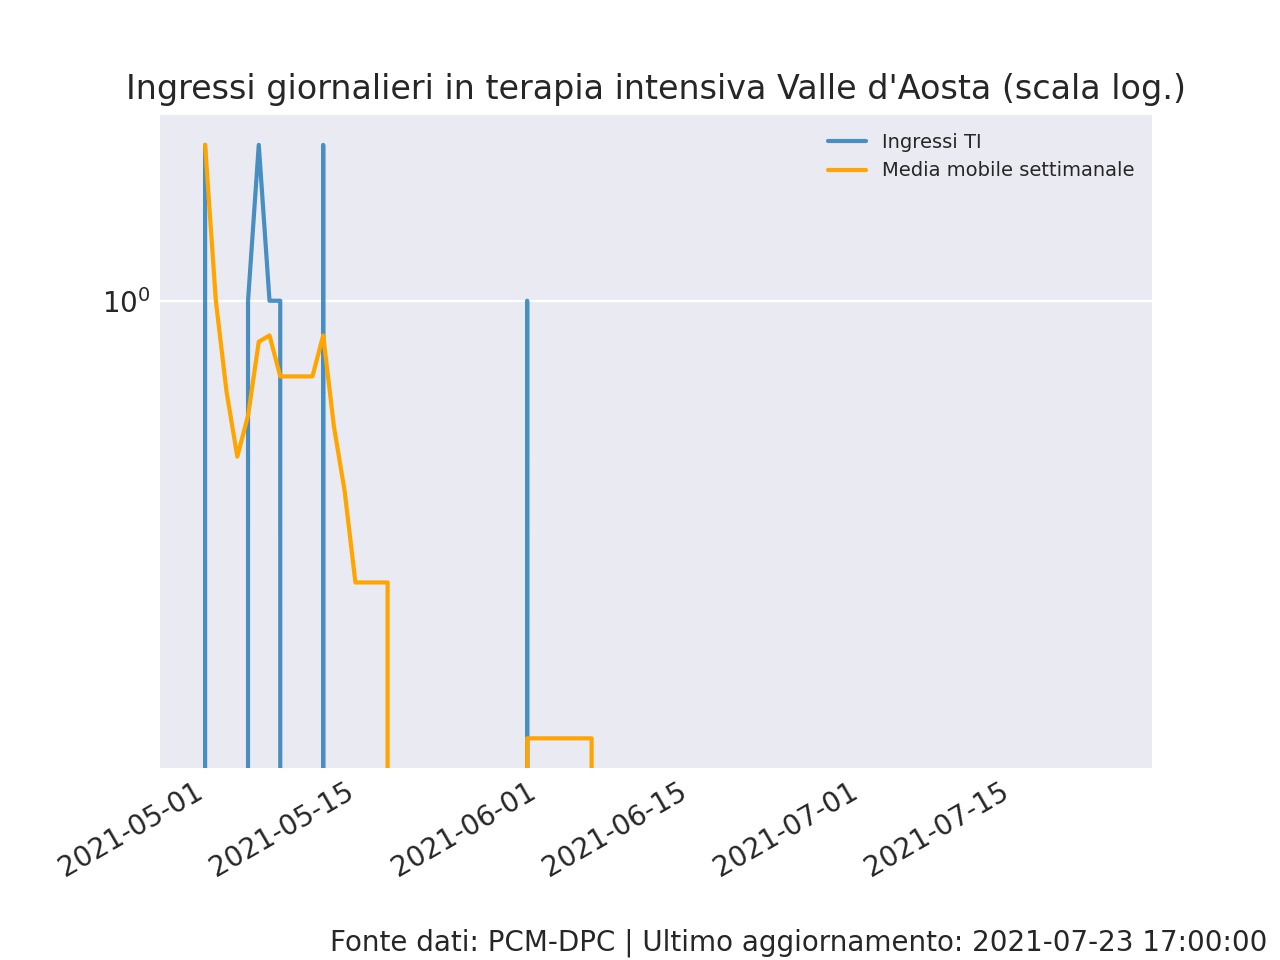 Ingressi giornalieri in terapia intensiva Valle d'Aosta (scala log.)
Ingressi TI
Media mobile settimanale
10⁰
2021-05-01
2021-05-15
2021-06-01
2021-06-15
2021-07-01
2021-07-15
Fonte dati: PCM-DPC | Ultimo aggiornamento: 2021-07-23 17:00:00